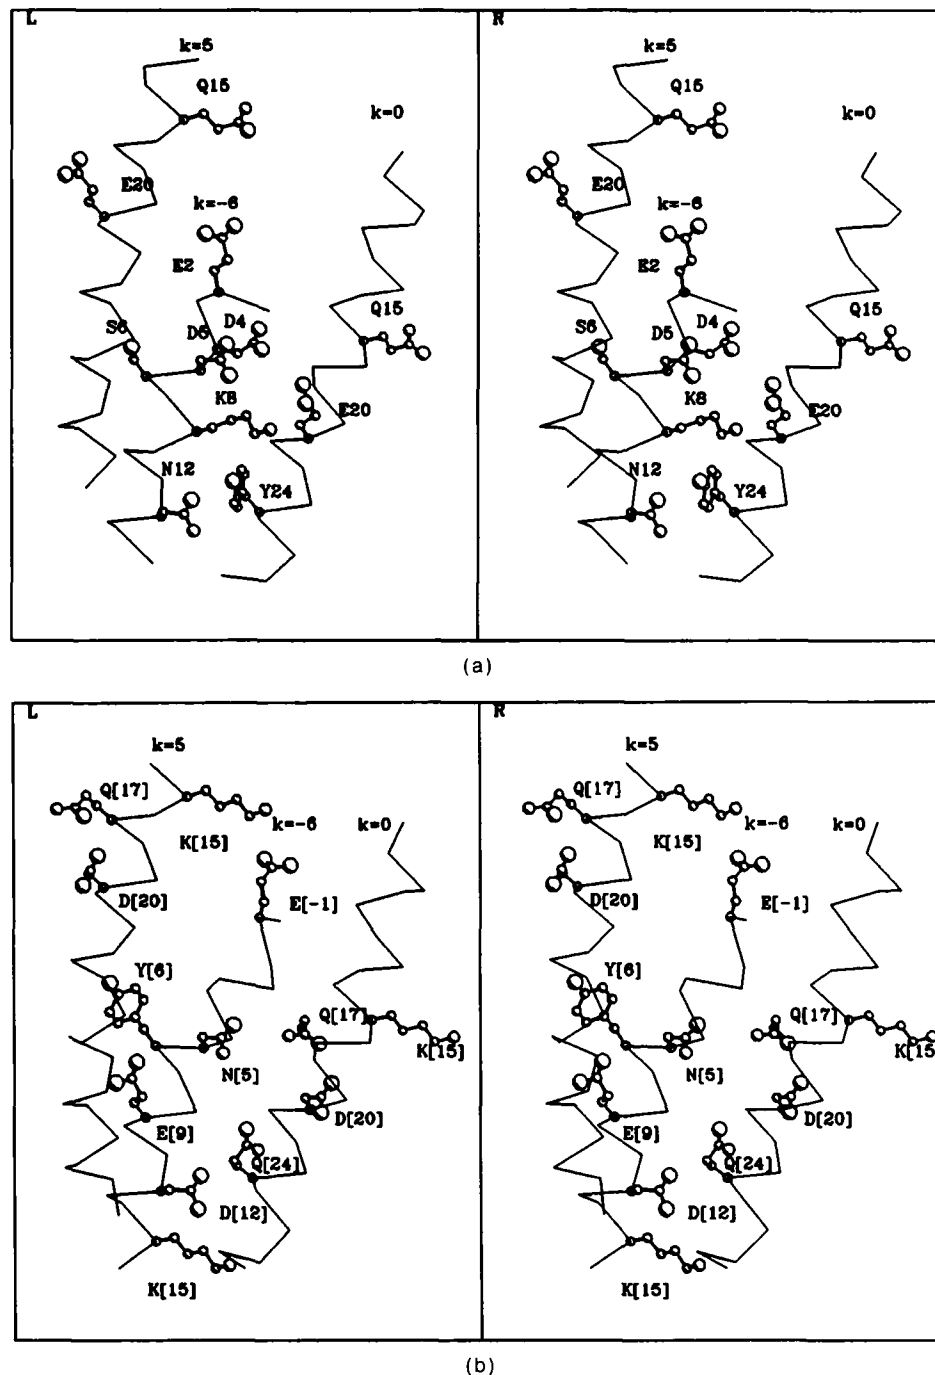 L R
k=5 k=5
Q15 Q15
k=0 k=0
E20 E20
k=-6 k=-6
E2 E2
Q15 Q15
S6 D5 D4 S6 D5 D4
K8 K8
E20 E20
N12 Y24 N12 Y24
(a)
L R
k=5 k=5
Q[17] Q[17]
k=-6 k=0 k=-6 k=0
K[15] K[15]
D[20] E[-1] D[20] E[-1]
Y[6] Y[6]
Q[17] Q[17]
N[5] K[15] N[5] K[15]
D[20] D[20]
E[9] E[9]
Q[24] Q[24]
D[12] D[12]
K[15] K[15]
(b)